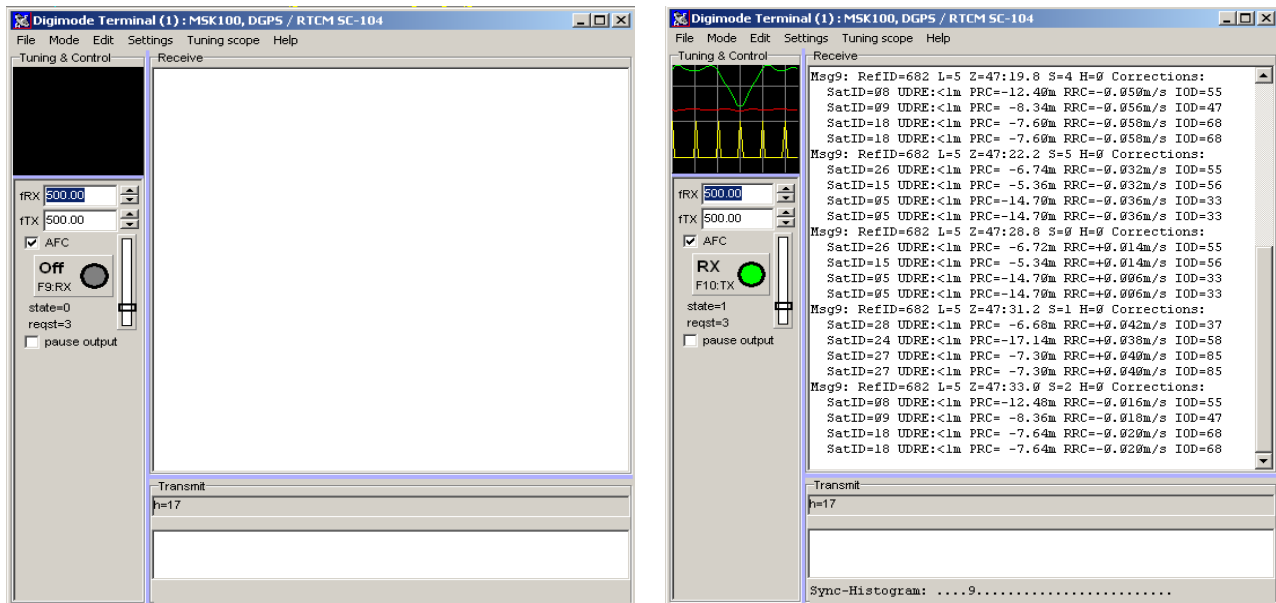 Digimode Terminal (1) : MSK100, DGPS / RTCM SC-104
File Mode Edit Settings Tuning scope Help
Tuning & Control
Receive
fRX 500.00
fTX 500.00
AFC
Off
F9:RX
state=0
reqst=3
pause output
Transmit
h=17
Digimode Terminal (1) : MSK100, DGPS / RTCM SC-104
File Mode Edit Settings Tuning scope Help
Tuning & Control
fRX 500.00
fTX 500.00
AFC
RX
F10:TX
state=1
reqst=3
pause output
Receive
Msg9: RefID=682 L=5 Z=47:19.8 S=4 H=0 Corrections:
SatID=08 UDRE:<1m PRC=-12.40m RRC=-0.050m/s IOD=55
SatID=09 UDRE:<1m PRC= -8.34m RRC=-0.056m/s IOD=47
SatID=18 UDRE:<1m PRC= -7.60m RRC=-0.058m/s IOD=68
SatID=18 UDRE:<1m PRC= -7.60m RRC=-0.058m/s IOD=68
Msg9: RefID=682 L=5 Z=47:22.2 S=5 H=0 Corrections:
SatID=26 UDRE:<1m PRC= -6.74m RRC=-0.032m/s IOD=55
SatID=15 UDRE:<1m PRC= -5.36m RRC=-0.032m/s IOD=56
SatID=05 UDRE:<1m PRC=-14.70m RRC=-0.036m/s IOD=33
SatID=05 UDRE:<1m PRC=-14.70m RRC=-0.036m/s IOD=33
Msg9: RefID=682 L=5 Z=47:28.8 S=0 H=0 Corrections:
SatID=26 UDRE:<1m PRC= -6.72m RRC=+0.014m/s IOD=55
SatID=15 UDRE:<1m PRC= -5.34m RRC=+0.014m/s IOD=56
SatID=05 UDRE:<1m PRC=-14.70m RRC=+0.006m/s IOD=33
SatID=05 UDRE:<1m PRC=-14.70m RRC=+0.006m/s IOD=33
Msg9: RefID=682 L=5 Z=47:31.2 S=1 H=0 Corrections:
SatID=28 UDRE:<1m PRC= -6.68m RRC=+0.042m/s IOD=37
SatID=24 UDRE:<1m PRC=-17.14m RRC=+0.038m/s IOD=58
SatID=27 UDRE:<1m PRC= -7.30m RRC=+0.040m/s IOD=85
SatID=27 UDRE:<1m PRC= -7.30m RRC=+0.040m/s IOD=85
Msg9: RefID=682 L=5 Z=47:33.0 S=2 H=0 Corrections:
SatID=08 UDRE:<1m PRC=-12.48m RRC=-0.016m/s IOD=55
SatID=09 UDRE:<1m PRC= -8.36m RRC=-0.018m/s IOD=47
SatID=18 UDRE:<1m PRC= -7.64m RRC=-0.020m/s IOD=68
SatID=18 UDRE:<1m PRC= -7.64m RRC=-0.020m/s IOD=68
Transmit
h=17
Sync-Histogram: ....9.........................